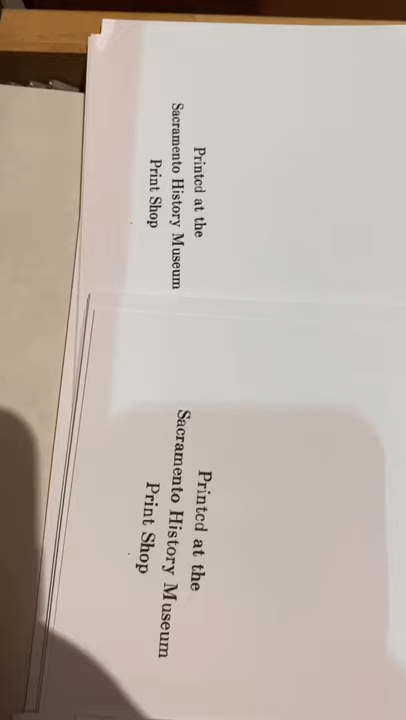 Printed at the
Sacramento History Museum
Print Shop
Printed at the
Sacramento History Museum
Print Shop